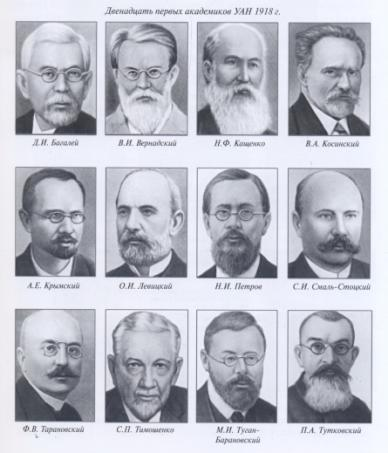 Двенадцать первых академиков УАН 1918 г.
Д.И. Багалей
В.И. Вернадский
Н.Ф. Кащенко
В.А. Косинский
А.Е. Крымский
О.И. Левицкий
Н.И. Петров
С.И. Смаль-Стоцкий
Ф.В. Тарановский
С.П. Тимошенко
М.И. Туган-
Барановский
П.А. Тутковский